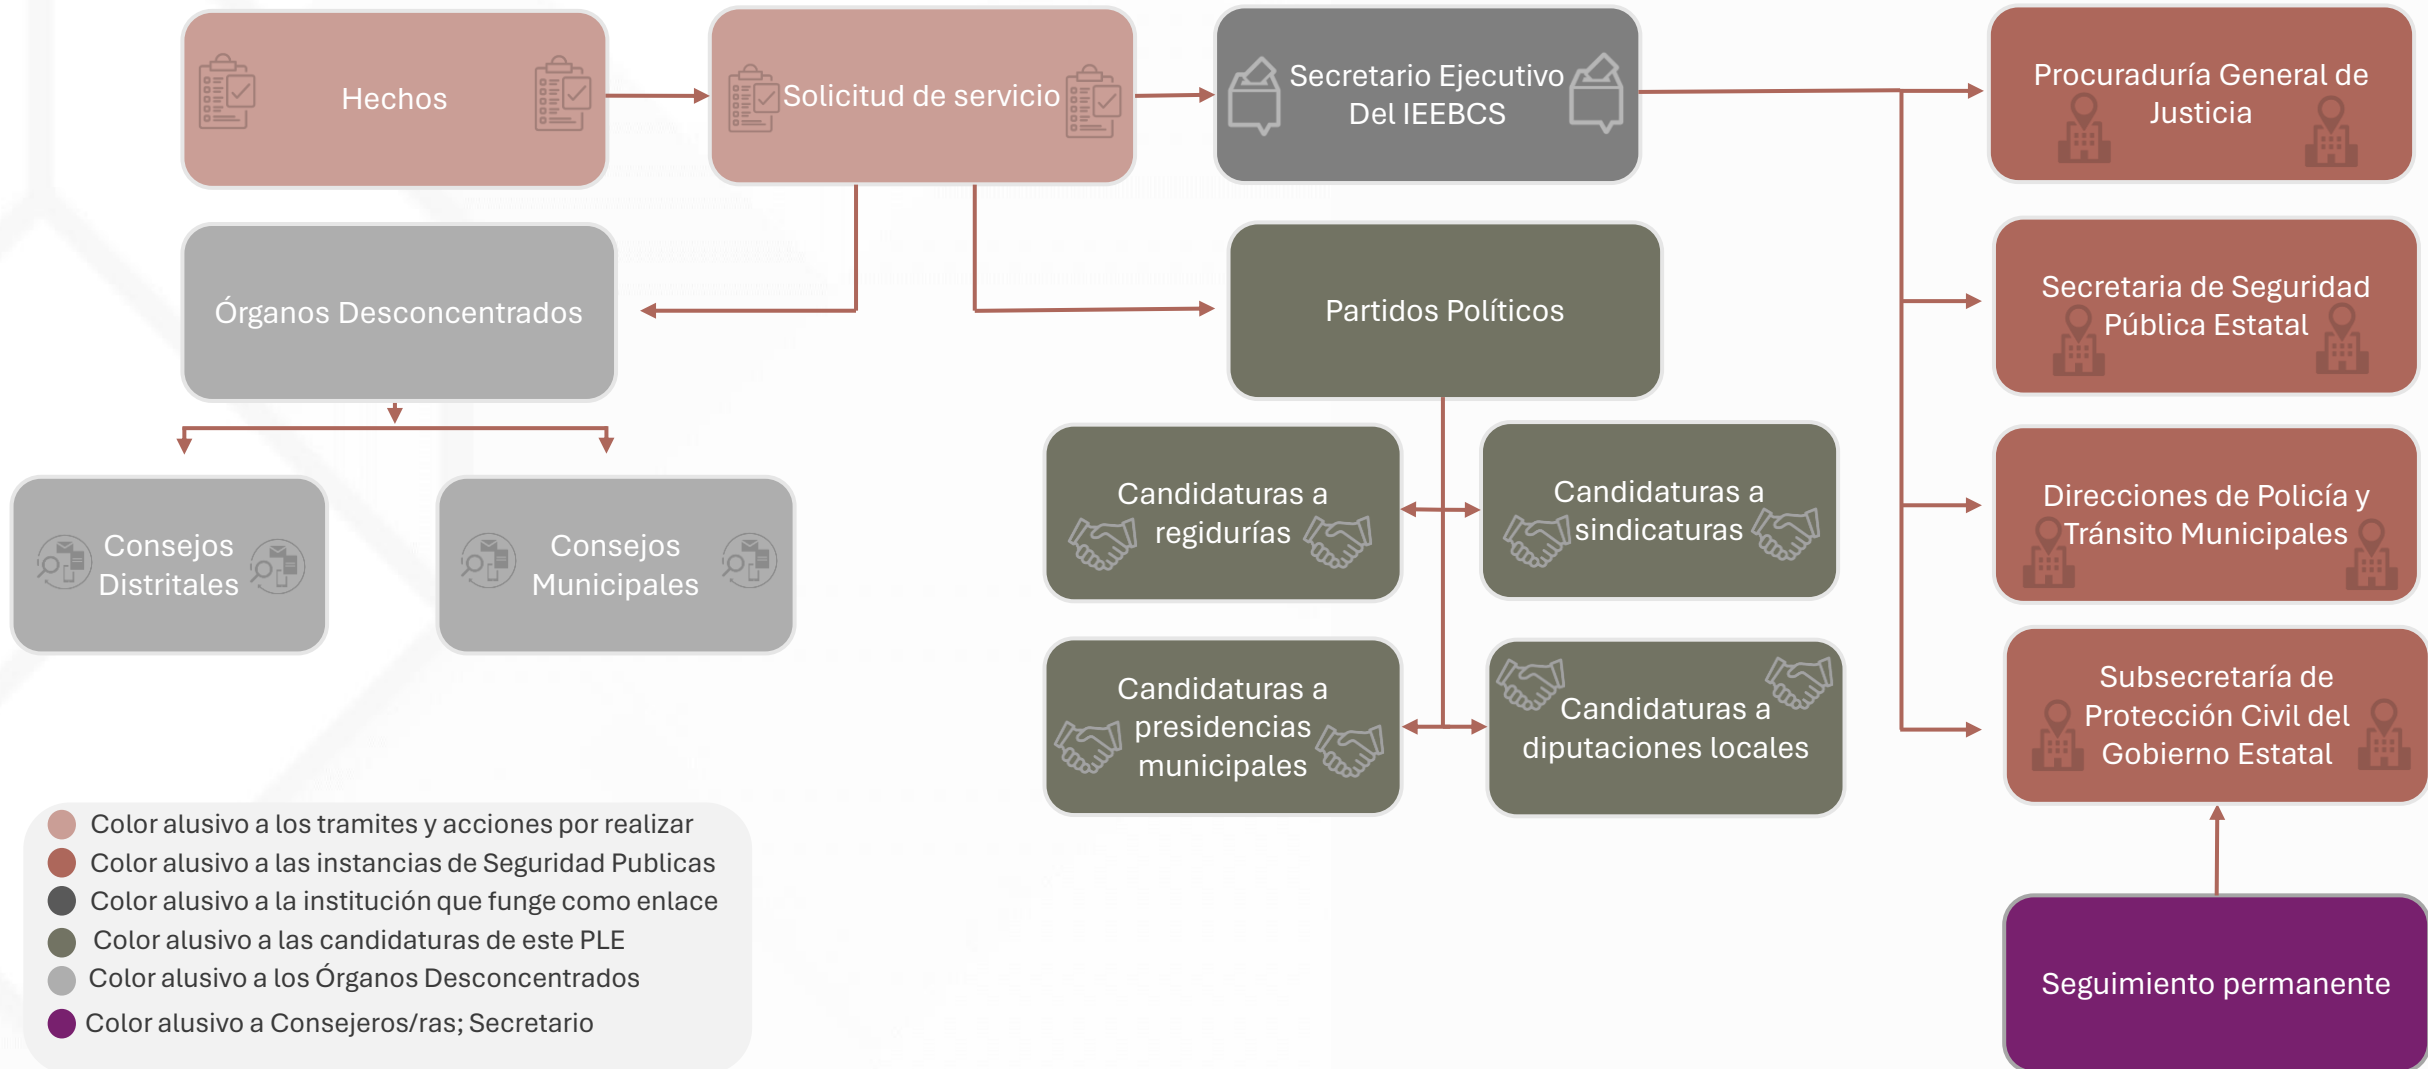 Hechos
Solicitud de servicio
Secretario Ejecutivo
Del IEEBCS
Procuraduría General de
Justicia
Órganos Desconcentrados
Partidos Políticos
Secretaria de Seguridad
Pública Estatal
Consejos
Distritales
Consejos
Municipales
Candidaturas a
regidurías
Candidaturas a
sindicaturas
Direcciones de Policía y
Tránsito Municipales
Candidaturas a
presidencias
municipales
Candidaturas a
diputaciones locales
Subsecretaría de
Protección Civil del
Gobierno Estatal
Seguimiento permanente
Color alusivo a los tramites y acciones por realizar
Color alusivo a las instancias de Seguridad Publicas
Color alusivo a la institución que funge como enlace
Color alusivo a las candidaturas de este PLE
Color alusivo a los Órganos Desconcentrados
Color alusivo a Consejeros/ras; Secretario